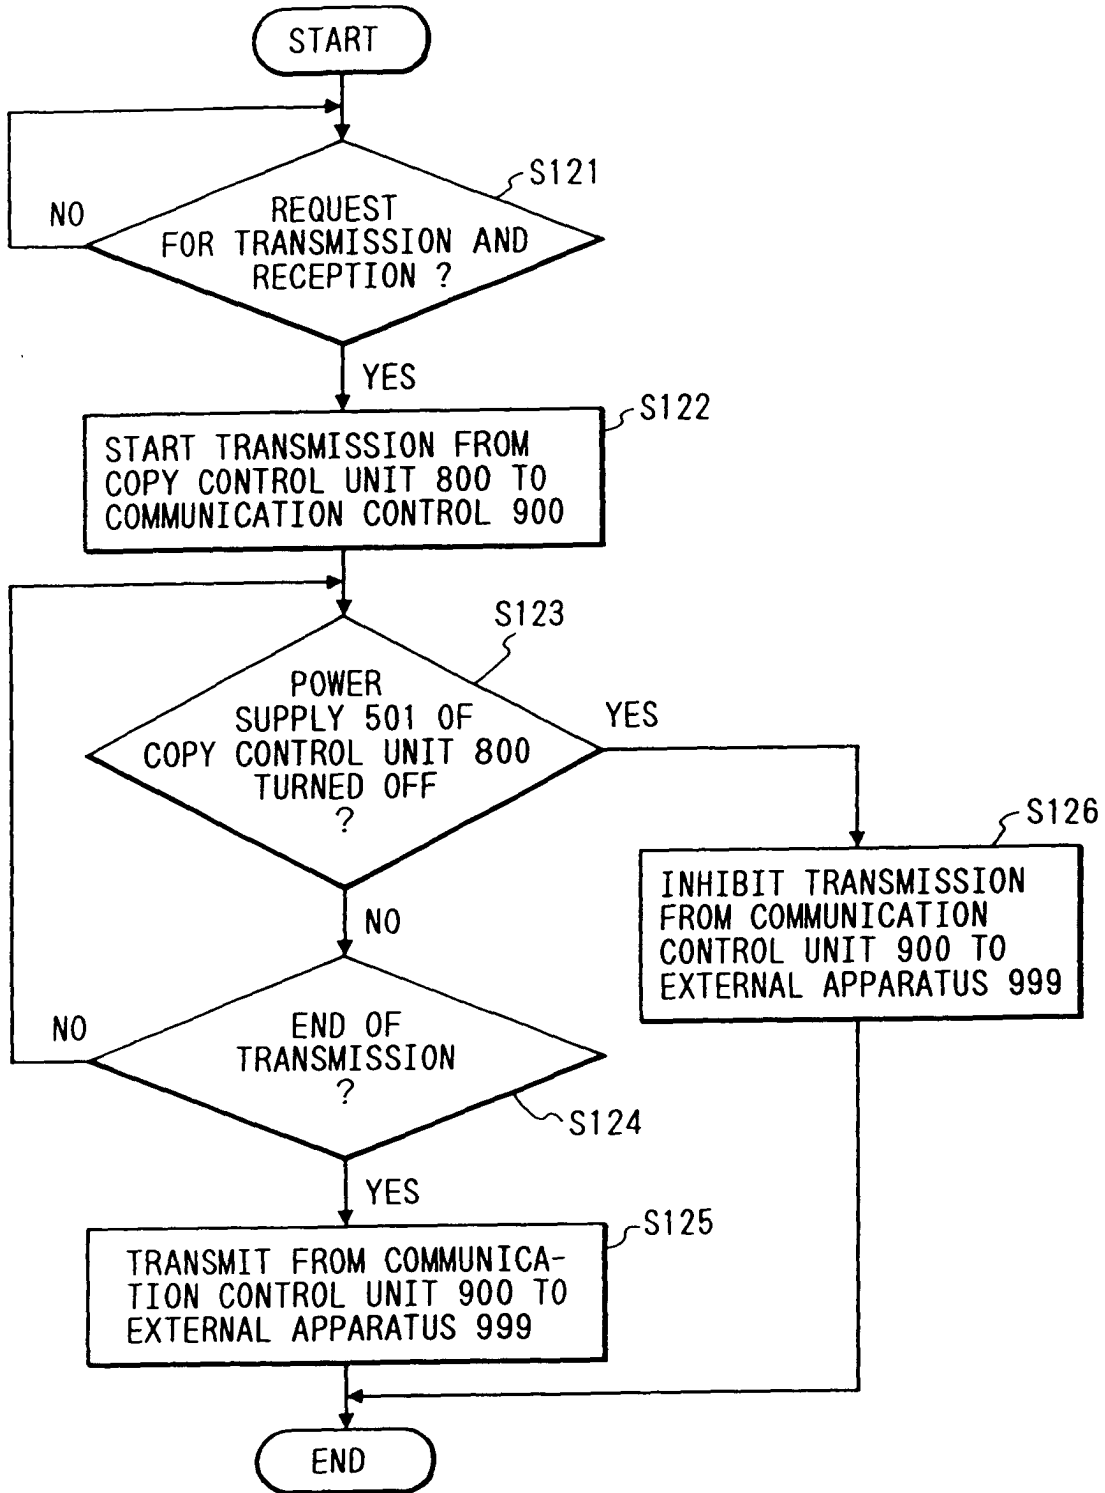 START
S121
NO
REQUEST
FOR TRANSMISSION AND
RECEPTION ?
YES
S122
START TRANSMISSION FROM
COPY CONTROL UNIT 800 TO
COMMUNICATION CONTROL 900
S123
POWER
SUPPLY 501 OF
COPY CONTROL UNIT 800
TURNED OFF
?
YES
S126
INHIBIT TRANSMISSION
FROM COMMUNICATION
CONTROL UNIT 900 TO
EXTERNAL APPARATUS 999
NO
NO
END OF
TRANSMISSION
?
S124
YES
S125
TRANSMIT FROM COMMUNICA-
TION CONTROL UNIT 900 TO
EXTERNAL APPARATUS 999
END